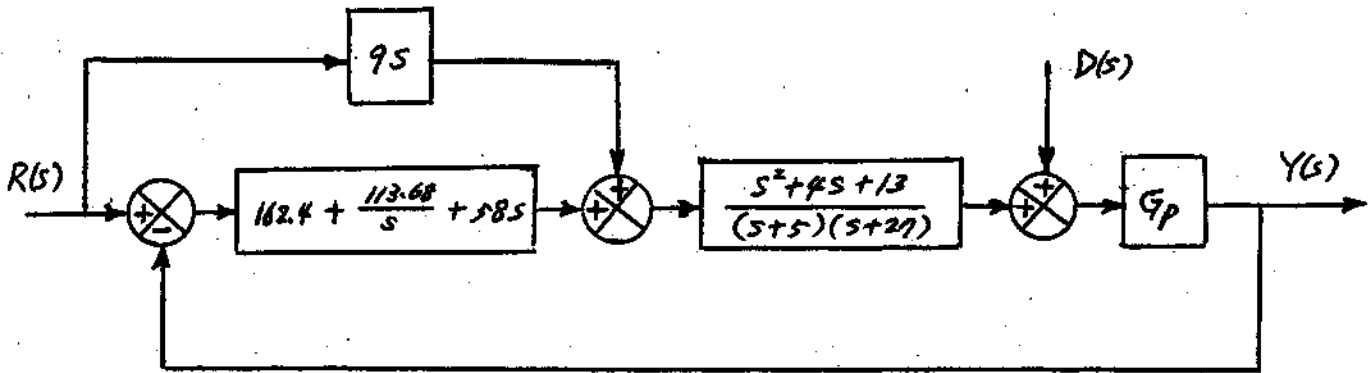 9s
D(s)
R(s)
Y(s)
+
-
162.4 + 113.68/s + 58s
+
+
s²+4s+13
(s+5)(s+27)
+
+
Gp